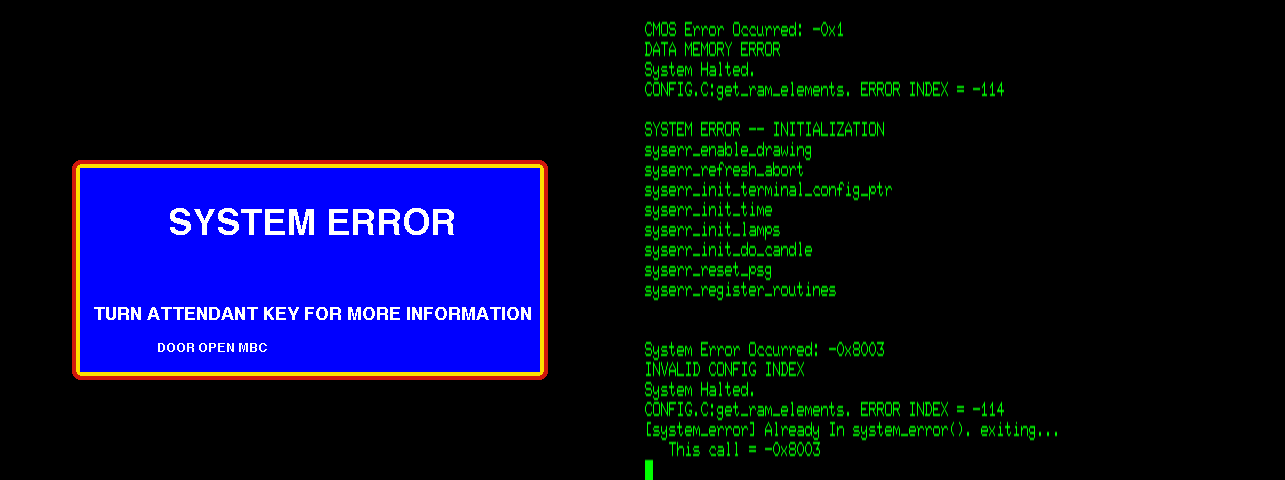 SYSTEM ERROR
TURN ATTENDANT KEY FOR MORE INFORMATION
DOOR OPEN MBC
CMOS Error Occurred: -0x1
DATA MEMORY ERROR
System Halted.
CONFIG.C:get_ram_elements. ERROR INDEX = -114
SYSTEM ERROR -- INITIALIZATION
syserr_enable_drawing
syserr_refresh_abort
syserr_init_terminal_config_ptr
syserr_init_time
syserr_init_lamps
syserr_init_do_candle
syserr_reset_psg
syserr_register_routines
System Error Occurred: -0x8003
INVALID CONFIG INDEX
System Halted.
CONFIG.C:get_ram_elements. ERROR INDEX = -114
[system_error] Already In system_error(). exiting...
This call = -0x8003